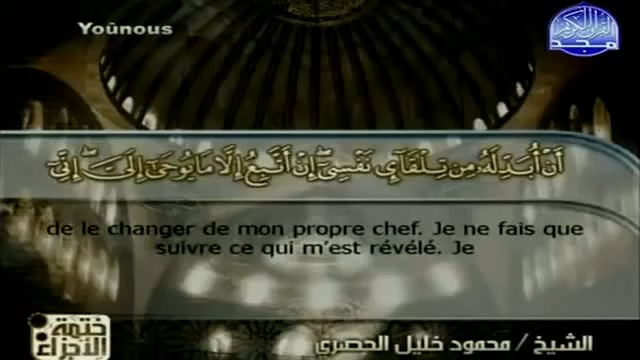 Yoûnous
القرآن الكريم
مجد
أَنْ أُبَدِّلَهُ مِن تِلْقَآئِ نَفْسِىٓ ۖ إِنْ أَتَّبِعُ إِلَّا مَا يُوحَىٰٓ إِلَىَّ ۖ إِنِّىٓ
de le changer de mon propre chef. Je ne fais que
suivre ce qui m'est révélé. Je
ختمة
الأجزاء
الشيخ / محمود خليل الحصري